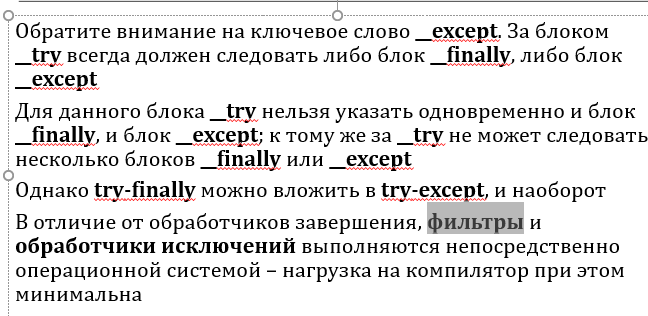 Обратите внимание на ключевое слово __except. За блоком
__try всегда должен следовать либо блок __finally, либо блок
__except
Для данного блока __try нельзя указать одновременно и блок
__finally, и блок __except; к тому же за __try не может следовать
несколько блоков __finally или __except
Однако try-finally можно вложить в try-except, и наоборот
В отличие от обработчиков завершения, фильтры и
обработчики исключений выполняются непосредственно
операционной системой – нагрузка на компилятор при этом
минимальна